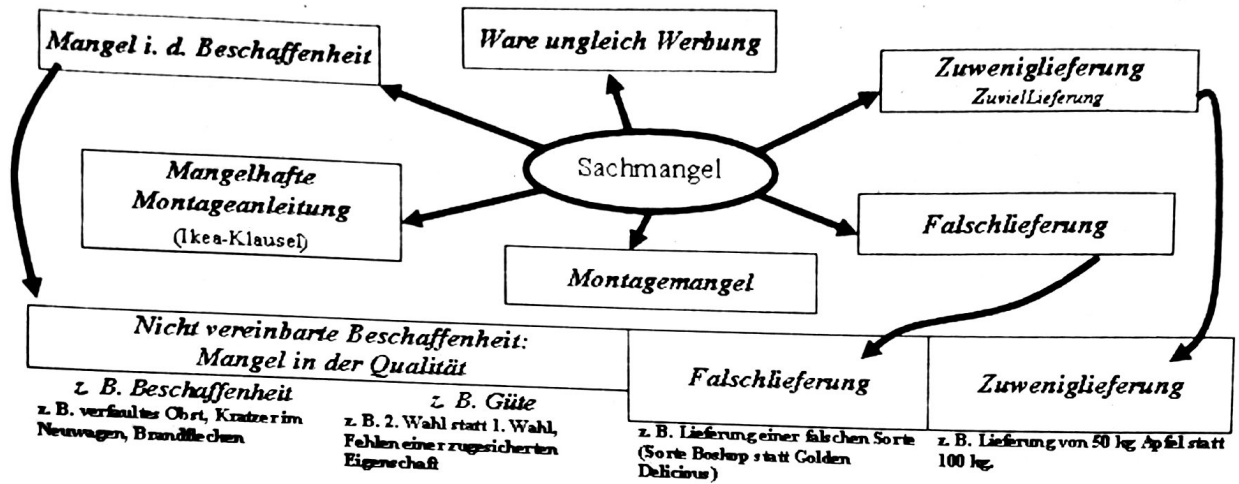 Mangel i. d. Beschaffenheit
Ware ungleich Werbung
Zuweniglieferung
ZuvielLieferung
Sachmangel
Mangelhafte
Montageanleitung
(Ikea-Klausel)
Falschlieferung
Montagemangel
Nicht vereinbarte Beschaffenheit:
Mangel in der Qualität
Falschlieferung
Zuweniglieferung
z. B. Beschaffenheit
z. B. verfaultes Obst, Kratzer im
Neuwagen, Brandflecken
z. B. Güte
z. B. 2. Wahl statt 1. Wahl,
Fehlen einer zugesicherten
Eigenschaft
z. B. Lieferung einer falschen Sorte
(Sorte Boskop statt Golden
Delicious)
z. B. Lieferung von 50 kg Äpfel statt
100 kg.